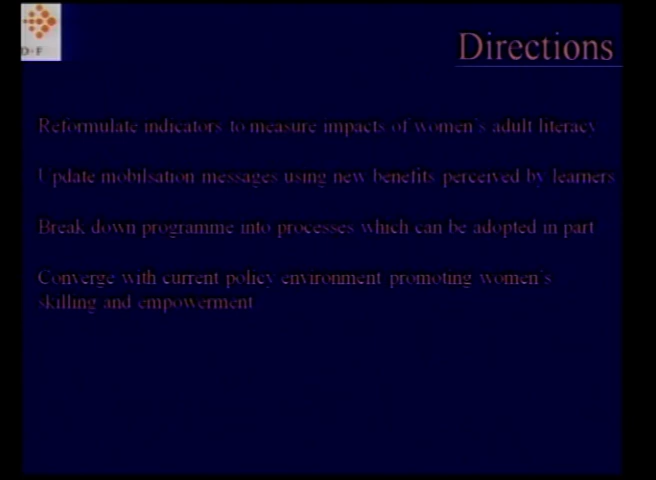 Directions
Reformulate indicators to measure impacts of women's adult literacy
Update mobilsation messages using new benefits perceived by learners
Break down programme into processes which can be adopted in part
Converge with current policy environment promoting women's
skilling and empowerment